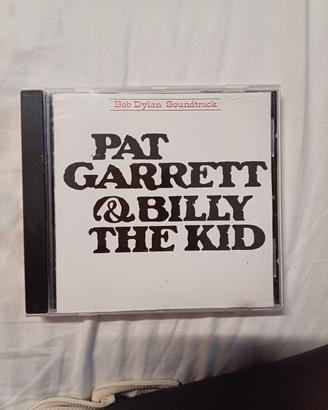 Bob Dylan Soundtrack
PAT
GARRETT
& BILLY
THE KID